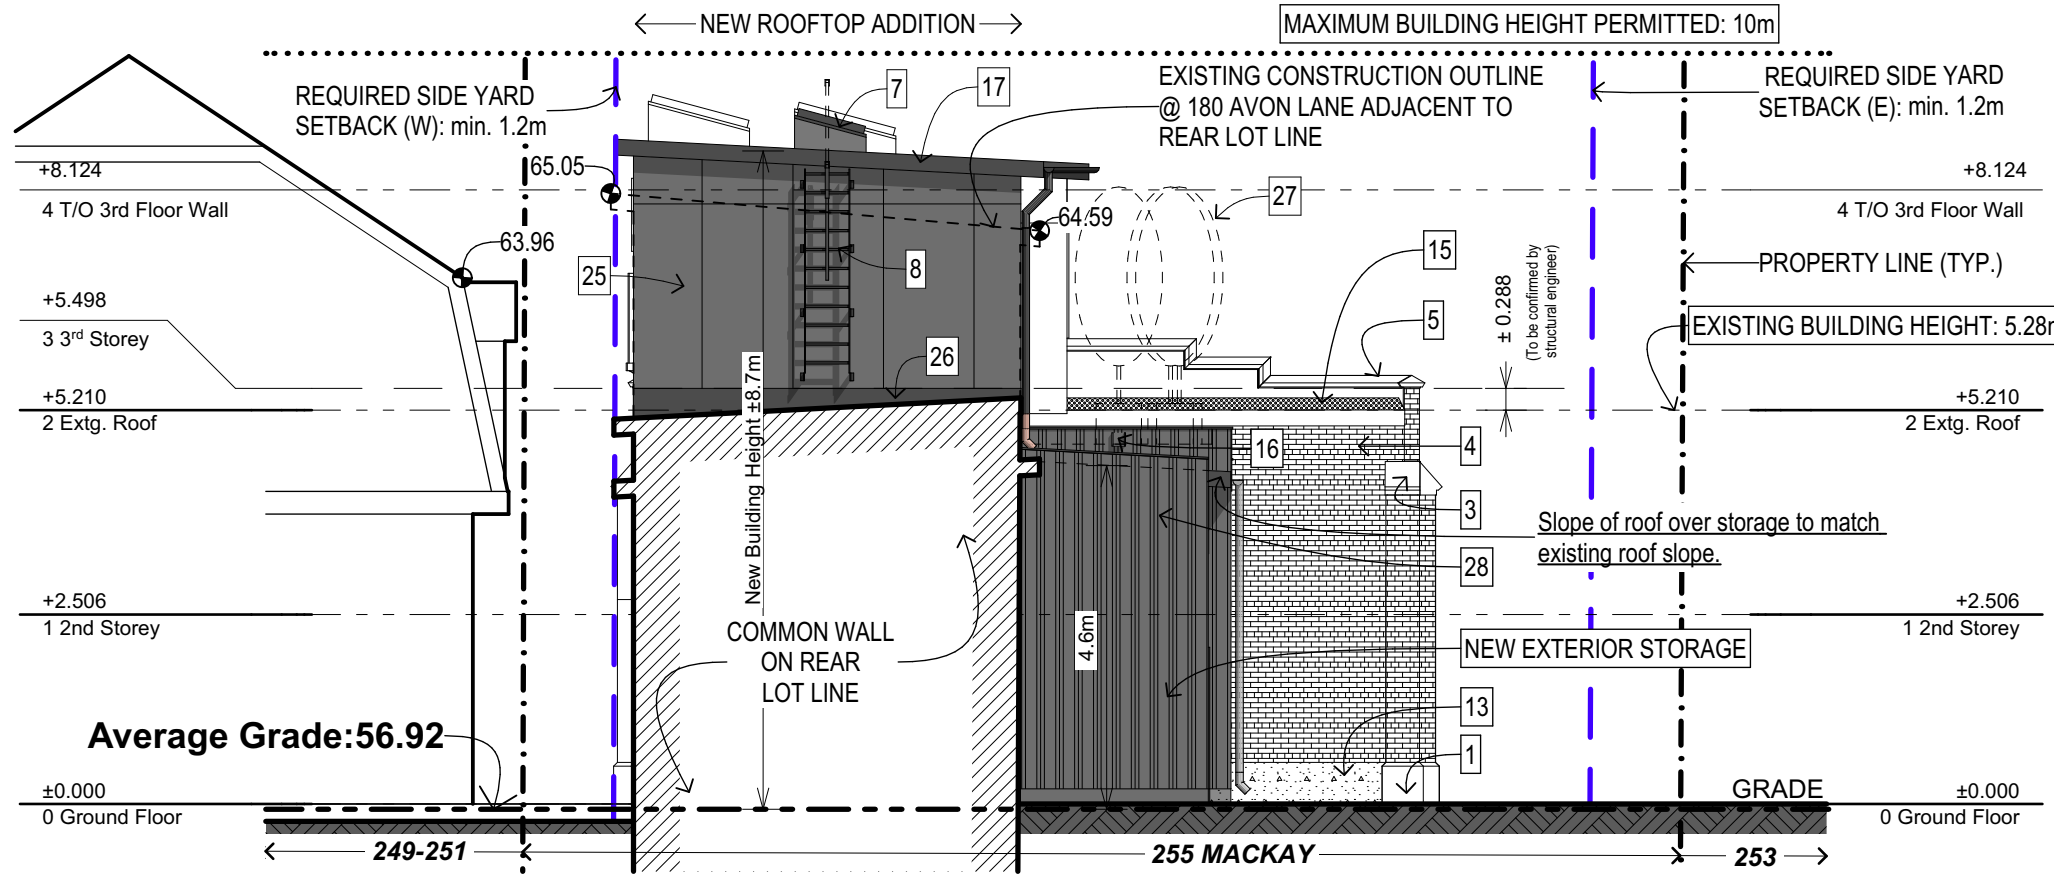 NEW ROOFTOP ADDITION
MAXIMUM BUILDING HEIGHT PERMITTED: 10m
REQUIRED SIDE YARD
SETBACK (W): min. 1.2m
7
17
EXISTING CONSTRUCTION OUTLINE
@ 180 AVON LANE ADJACENT TO
REAR LOT LINE
REQUIRED SIDE YARD
SETBACK (E): min. 1.2m
+8.124
4 T/O 3rd Floor Wall
65.05
64.59
27
+8.124
4 T/O 3rd Floor Wall
63.96
25
8
15
PROPERTY LINE (TYP.)
+5.498
3 3rd Storey
± 0.288
(To be confirmed by
structural engineer)
5
EXISTING BUILDING HEIGHT: 5.28m
26
New Building Height ±8.7m
+5.210
2 Extg. Roof
+5.210
2 Extg. Roof
16
4
3
Slope of roof over storage to match
existing roof slope.
28
+2.506
1 2nd Storey
+2.506
1 2nd Storey
COMMON WALL
ON REAR
LOT LINE
4.6m
NEW EXTERIOR STORAGE
13
1
Average Grade:56.92
GRADE
±0.000
0 Ground Floor
±0.000
0 Ground Floor
249-251
255 MACKAY
253